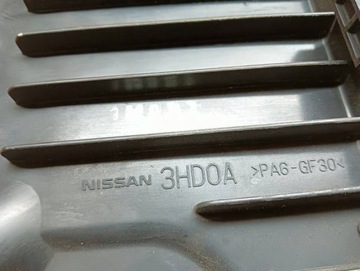 NISSAN 3HD0A >PA6-GF30<